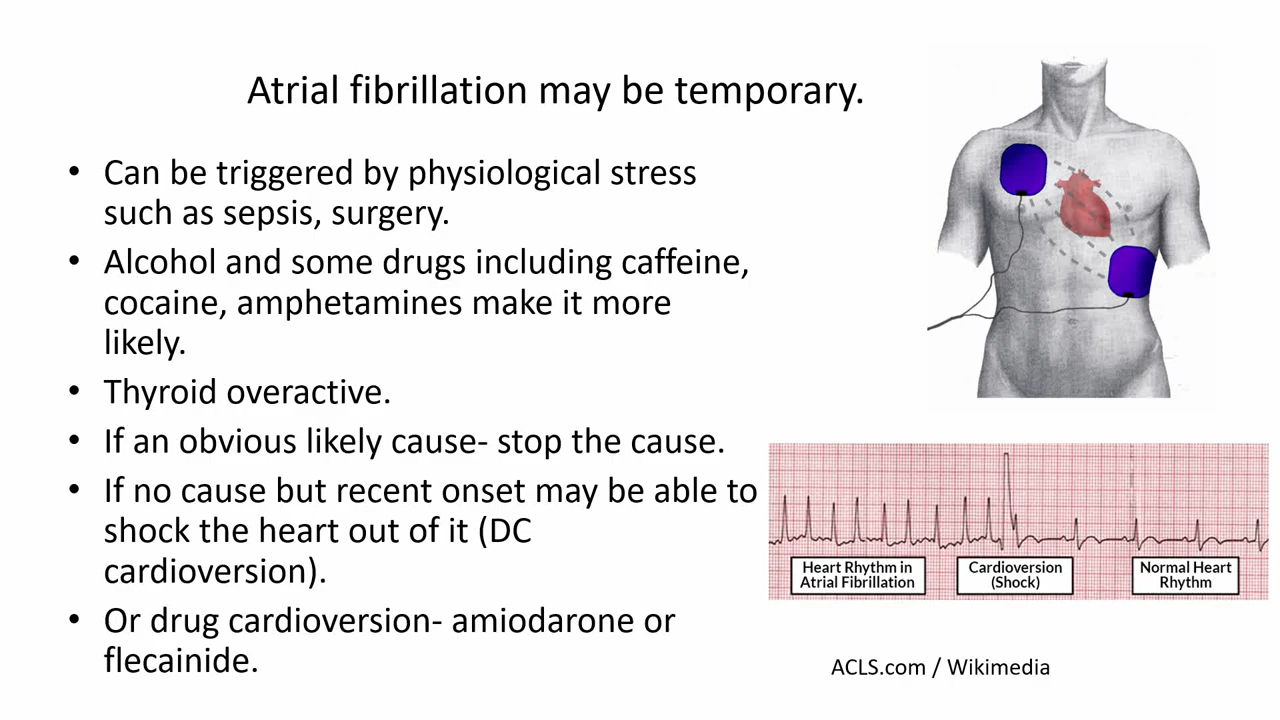 Atrial fibrillation may be temporary.
• Can be triggered by physiological stress
such as sepsis, surgery.
• Alcohol and some drugs including caffeine,
cocaine, amphetamines make it more
likely.
• Thyroid overactive.
• If an obvious likely cause- stop the cause.
• If no cause but recent onset may be able to
shock the heart out of it (DC
cardioversion).
• Or drug cardioversion- amiodarone or
flecainide.
Heart Rhythm in
Atrial Fibrillation
Cardioversion
(Shock)
Normal Heart
Rhythm
ACLS.com / Wikimedia